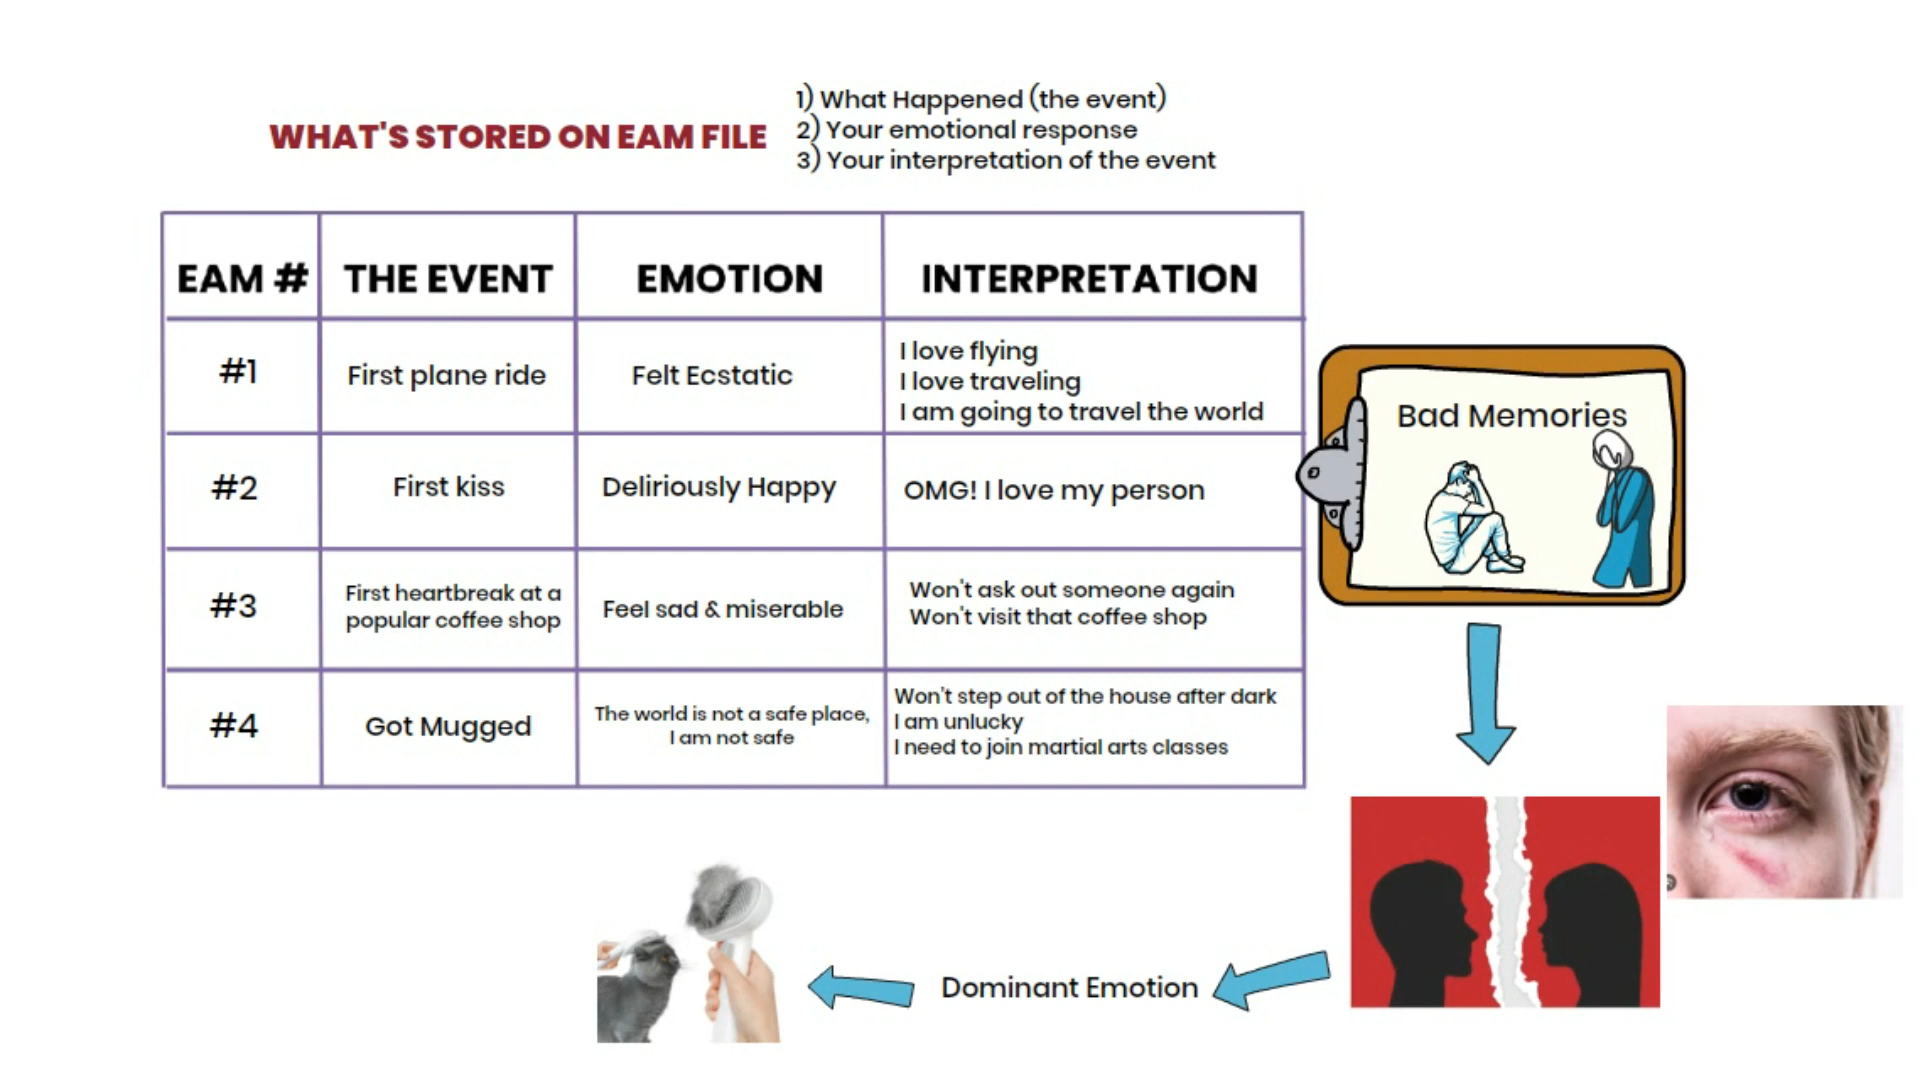 WHAT'S STORED ON EAM FILE
1) What Happened (the event)
2) Your emotional response
3) Your interpretation of the event
EAM #
THE EVENT
EMOTION
INTERPRETATION
#1
First plane ride
Felt Ecstatic
I love flying
I love traveling
I am going to travel the world
#2
First kiss
Deliriously Happy
OMG! I love my person
#3
First heartbreak at a
popular coffee shop
Feel sad & miserable
Won't ask out someone again
Won't visit that coffee shop
#4
Got Mugged
The world is not a safe place,
I am not safe
Won't step out of the house after dark
I am unlucky
I need to join martial arts classes
Bad Memories
Dominant Emotion